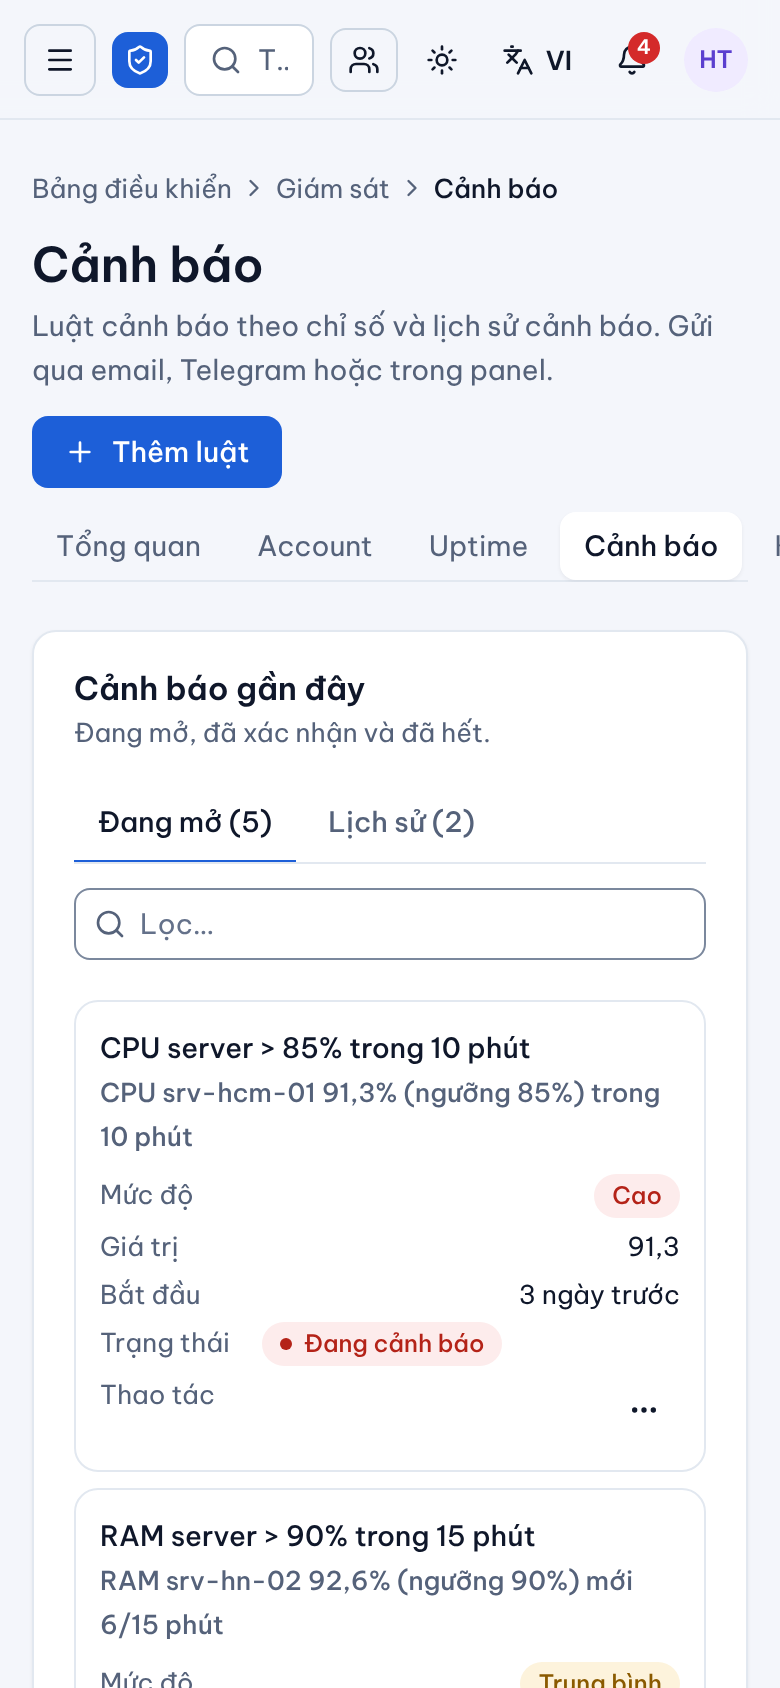 T..
VI
4
HT
Bảng điều khiển > Giám sát > Cảnh báo
Cảnh báo
Luật cảnh báo theo chỉ số và lịch sử cảnh báo. Gửi
qua email, Telegram hoặc trong panel.
+ Thêm luật
Tổng quan Account Uptime Cảnh báo
Cảnh báo gần đây
Đang mở, đã xác nhận và đã hết.
Đang mở (5) Lịch sử (2)
Lọc...
CPU server > 85% trong 10 phút
CPU srv-hcm-01 91,3% (ngưỡng 85%) trong
10 phút
Mức độ Cao
Giá trị 91,3
Bắt đầu 3 ngày trước
Trạng thái Đang cảnh báo
Thao tác ...
RAM server > 90% trong 15 phút
RAM srv-hn-02 92,6% (ngưỡng 90%) mới
6/15 phút
Mức độ Trung bình